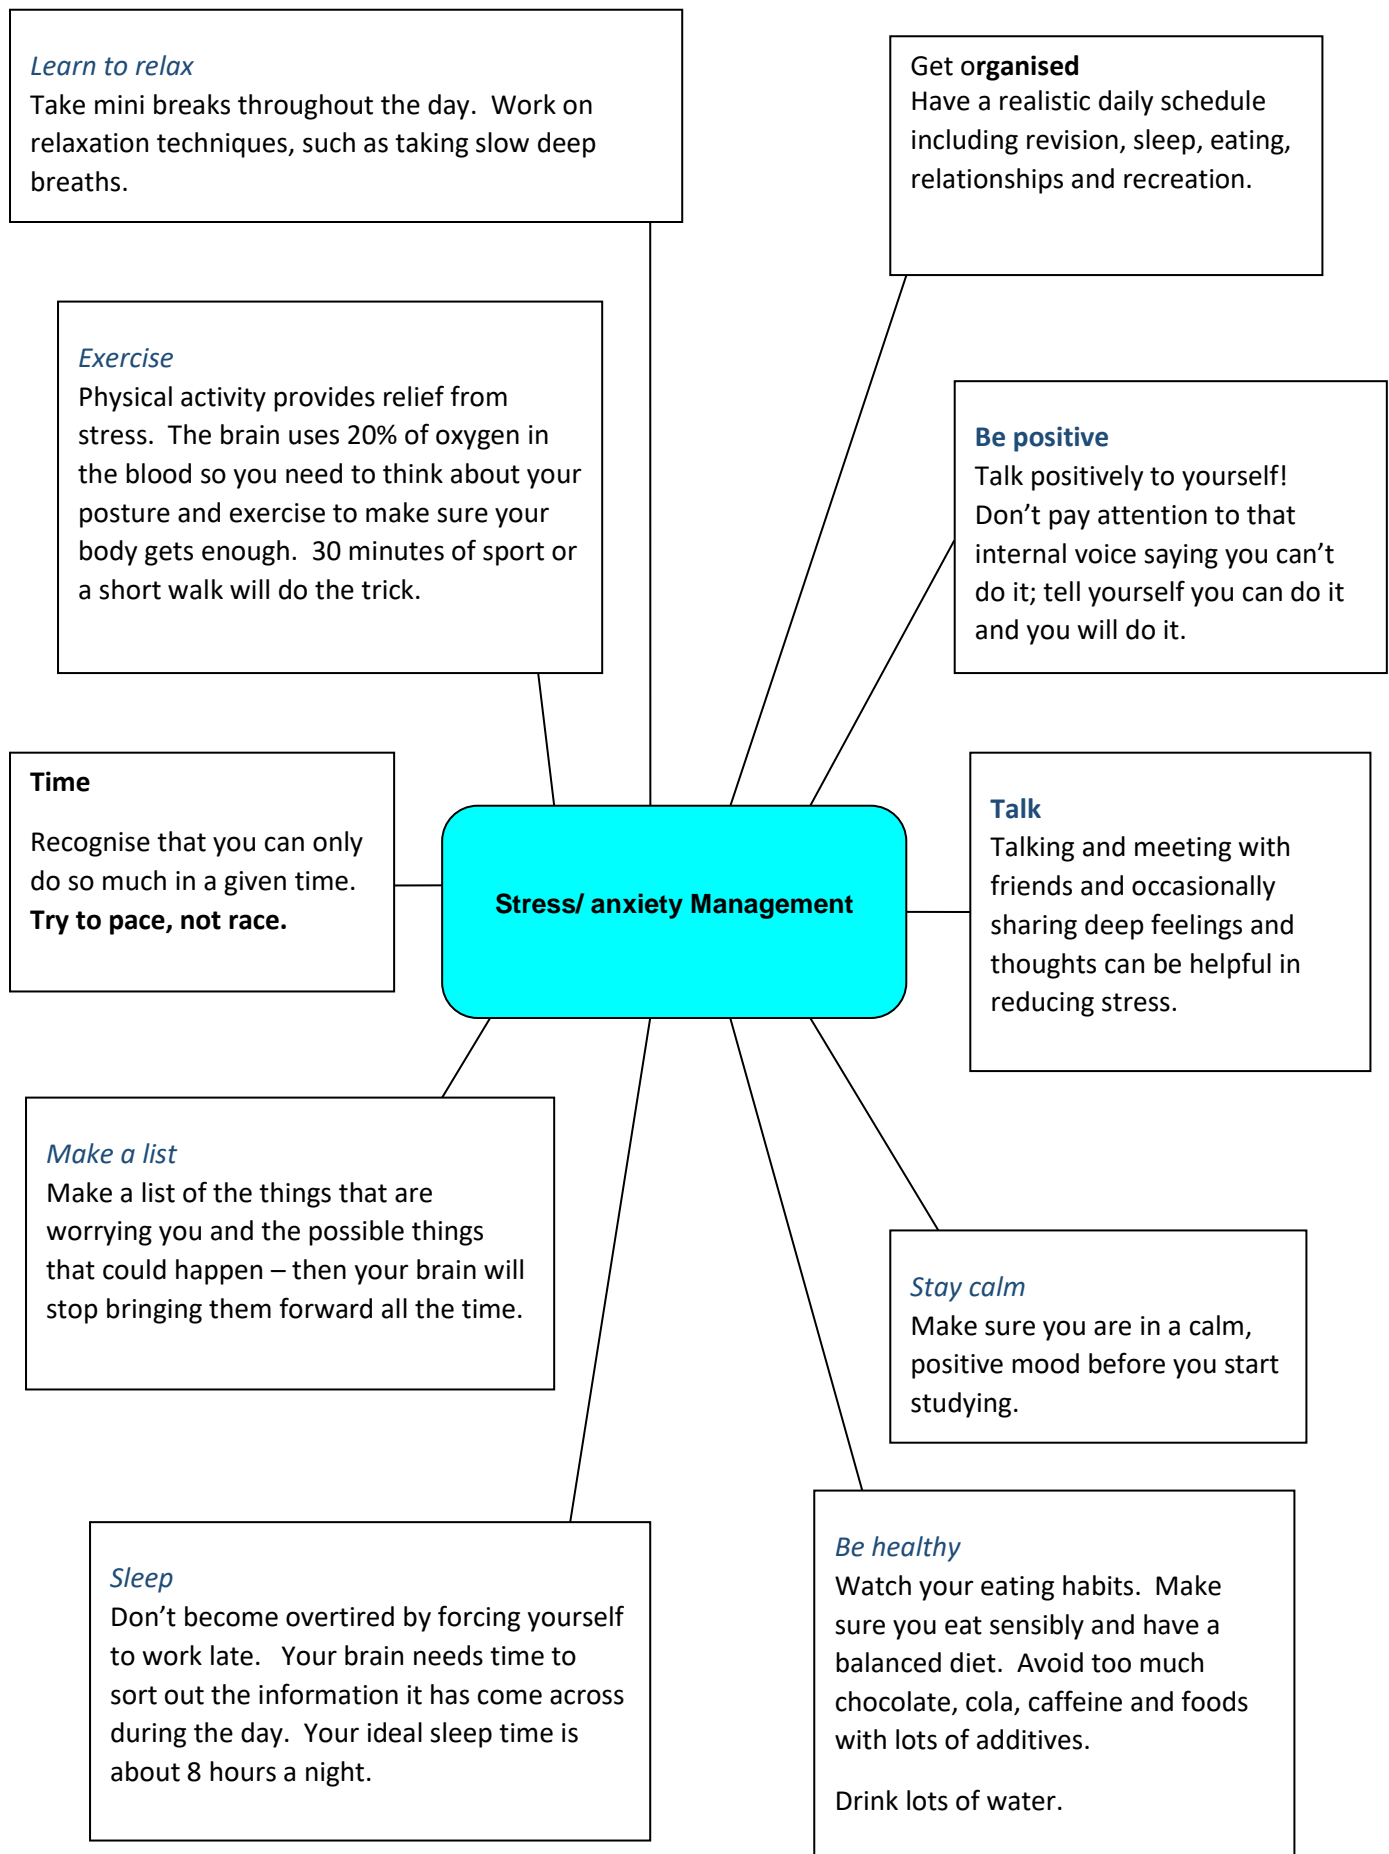 Learn to relax
Take mini breaks throughout the day.  Work on
relaxation techniques, such as taking slow deep
breaths.
Get organised
Have a realistic daily schedule
including revision, sleep, eating,
relationships and recreation.
Exercise
Physical activity provides relief from
stress.  The brain uses 20% of oxygen in
the blood so you need to think about your
posture and exercise to make sure your
body gets enough.  30 minutes of sport or
a short walk will do the trick.
Be positive
Talk positively to yourself!
Don’t pay attention to that
internal voice saying you can’t
do it; tell yourself you can do it
and you will do it.
Time
Recognise that you can only
do so much in a given time.
Try to pace, not race.
Stress/ anxiety Management
Talk
Talking and meeting with
friends and occasionally
sharing deep feelings and
thoughts can be helpful in
reducing stress.
Make a list
Make a list of the things that are
worrying you and the possible things
that could happen – then your brain will
stop bringing them forward all the time.
Stay calm
Make sure you are in a calm,
positive mood before you start
studying.
Sleep
Don’t become overtired by forcing yourself
to work late.   Your brain needs time to
sort out the information it has come across
during the day.  Your ideal sleep time is
about 8 hours a night.
Be healthy
Watch your eating habits.  Make
sure you eat sensibly and have a
balanced diet.  Avoid too much
chocolate, cola, caffeine and foods
with lots of additives.
Drink lots of water.